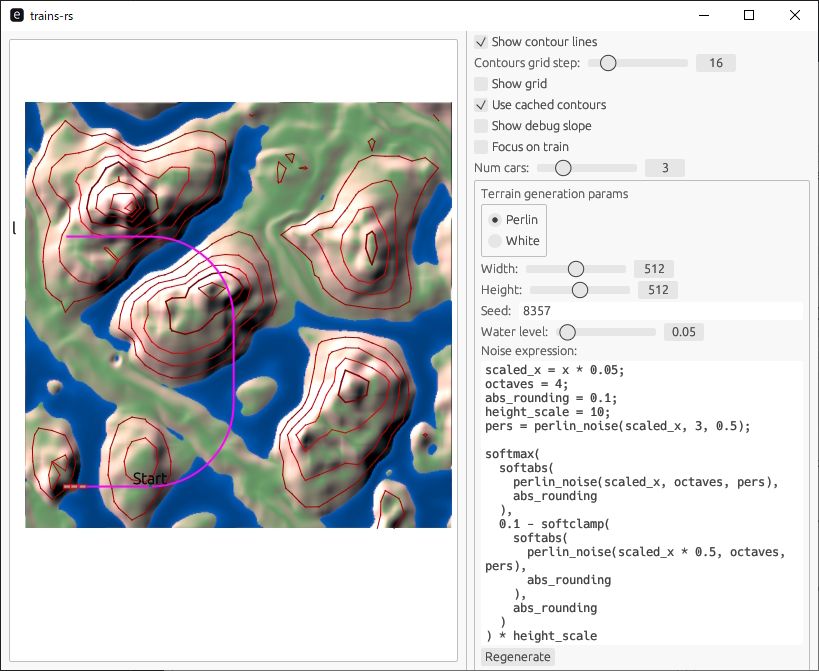 e trains-rs
Show contour lines
Contours grid step: 16
Show grid
Use cached contours
Show debug slope
Focus on train
Num cars: 3
Terrain generation params
Perlin
White
Width: 512
Height: 512
Seed: 8357
Water level: 0.05
Noise expression:
scaled_x = x * 0.05;
octaves = 4;
abs_rounding = 0.1;
height_scale = 10;
pers = perlin_noise(scaled_x, 3, 0.5);
softmax(
softabs(
perlin_noise(scaled_x, octaves, pers),
abs_rounding
),
0.1 - softclamp(
softabs(
perlin_noise(scaled_x * 0.5, octaves,
pers),
abs_rounding
),
abs_rounding
)
) * height_scale
Regenerate
l
Start